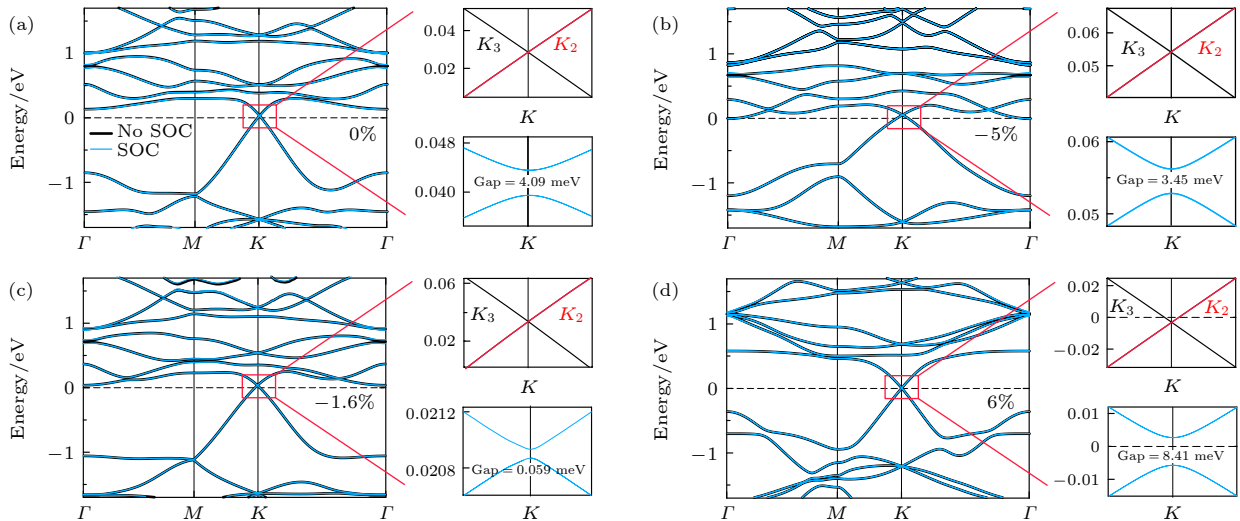 (a)
Energy/eV
1
0
−1
No SOC
SOC
0%
Γ
M
K
Γ
0.04
0.02
K3
K2
K
0.048
0.040
Gap = 4.09 meV
K
(b)
Energy/eV
1
0
−1
−5%
Γ
M
K
Γ
0.06
0.05
K3
K2
K
0.06
0.05
Gap = 3.45 meV
K
(c)
Energy/eV
1
0
−1
−1.6%
Γ
M
K
Γ
0.06
0.02
K3
K2
K
0.0212
0.0208
Gap = 0.059 meV
K
(d)
Energy/eV
1
0
−1
6%
Γ
M
K
Γ
0.02
0
−0.02
K3
K2
K
0.01
0
−0.01
Gap = 8.41 meV
K